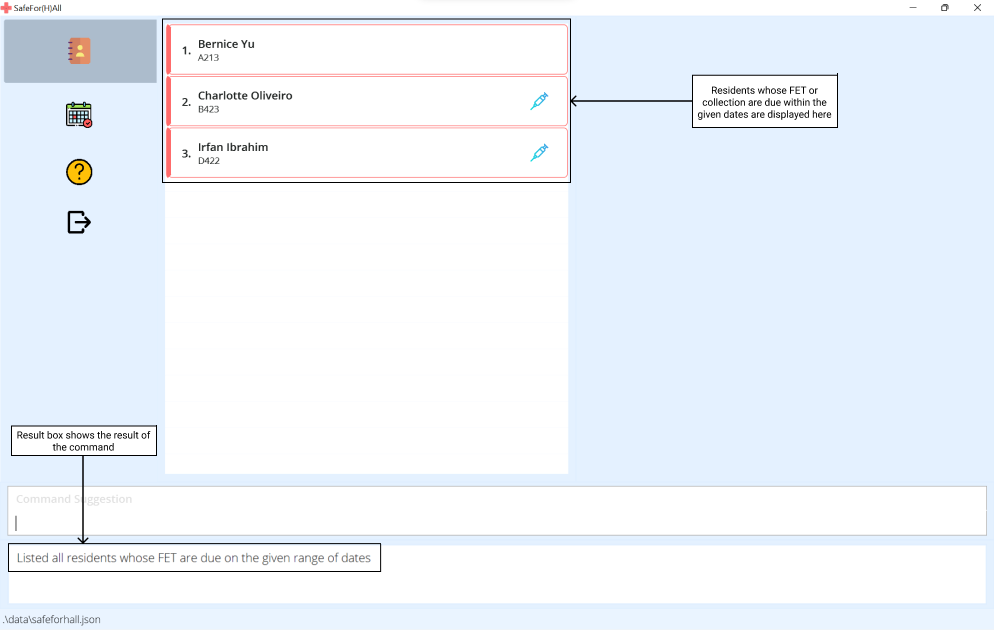 SafeFor(H)All
1. Bernice Yu
A213
2. Charlotte Oliveiro
B423
3. Irfan Ibrahim
D422
Residents whose FET or
collection are due within the
given dates are displayed here
Result box shows the result of
the command
Command Suggestion
Listed all residents whose FET are due on the given range of dates
.\data\safeforhall.json